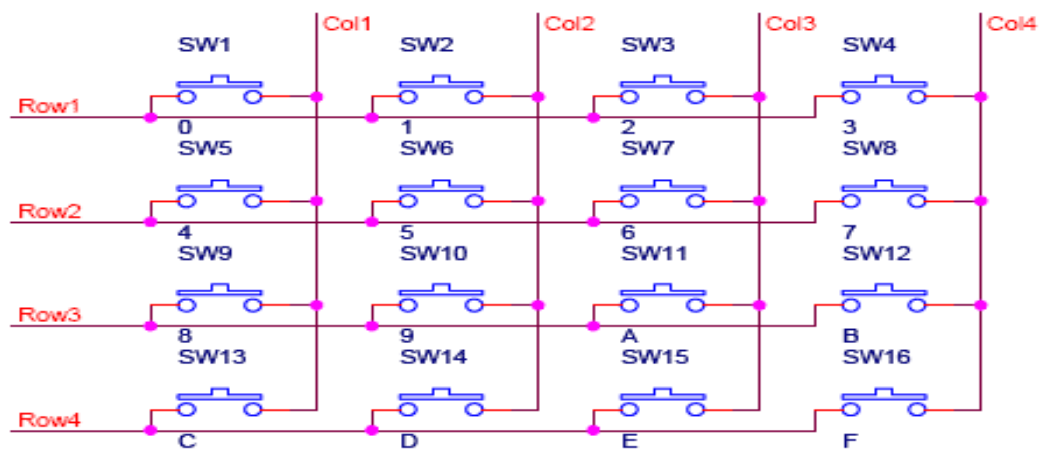 Col1 Col2 Col3 Col4
SW1 SW2 SW3 SW4
Row1
0 1 2 3
SW5 SW6 SW7 SW8
Row2
4 5 6 7
SW9 SW10 SW11 SW12
Row3
8 9 A B
SW13 SW14 SW15 SW16
Row4
C D E F